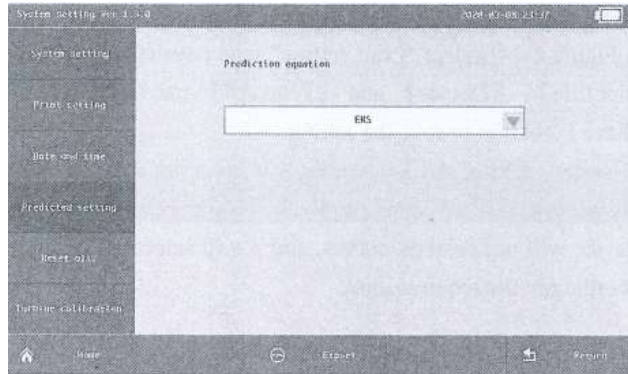 System setting Ver 1.3.0
2020-03-08 23:37
System setting
Prediction equation
Print setting
ERS
Date and time
Predicted setting
Reset all
Turbine calibration
Home
Export
Return